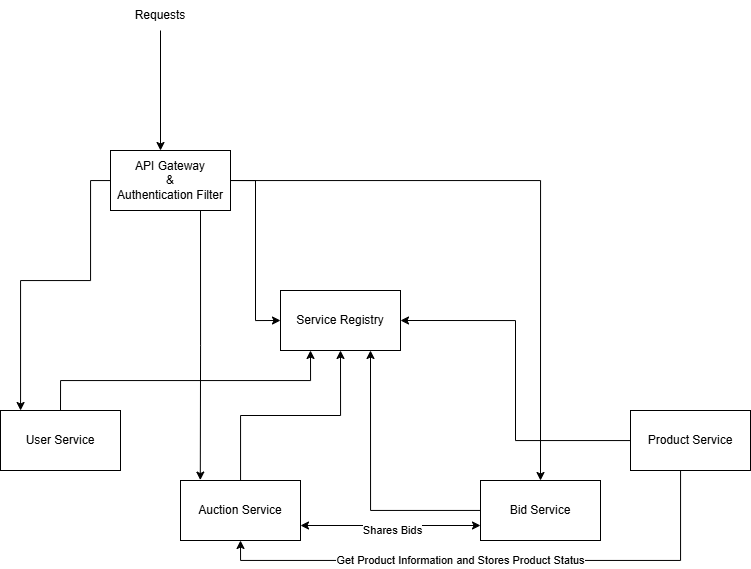 Requests
API Gateway
&
Authentication Filter
Service Registry
User Service
Product Service
Auction Service
Bid Service
Shares Bids
Get Product Information and Stores Product Status